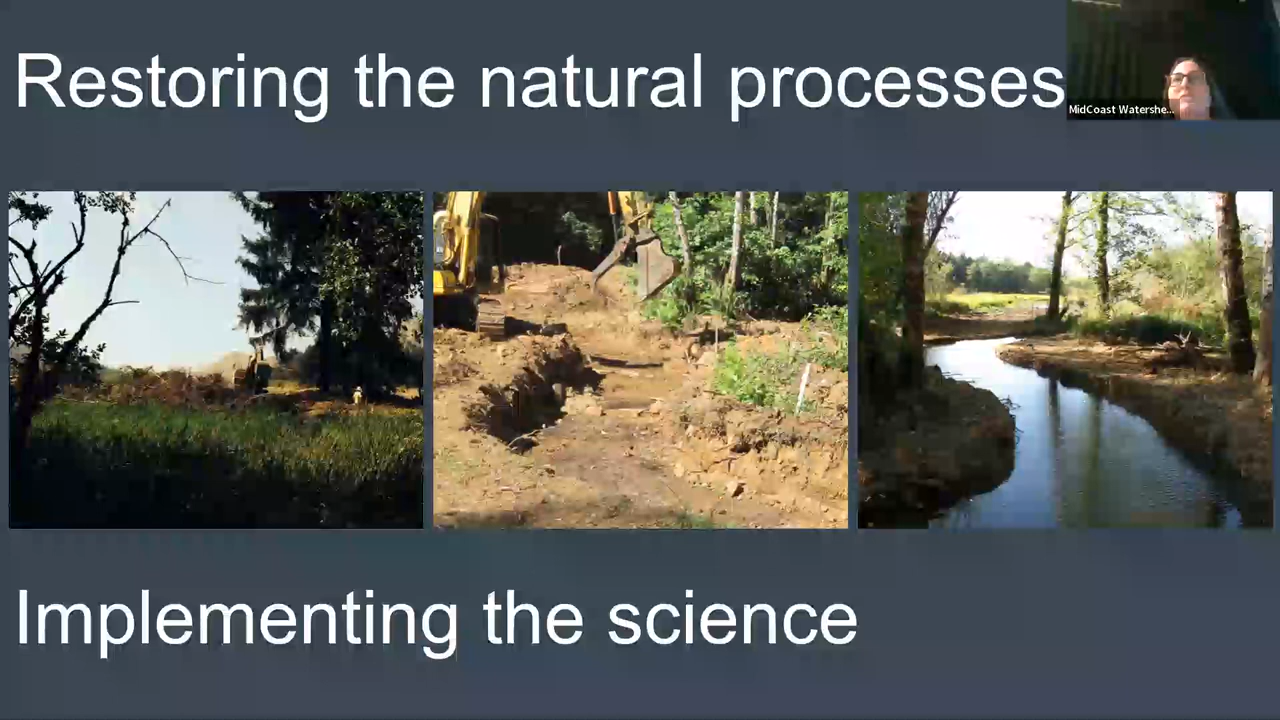 Restoring the natural processes
MidCoast Watershe...
Implementing the science